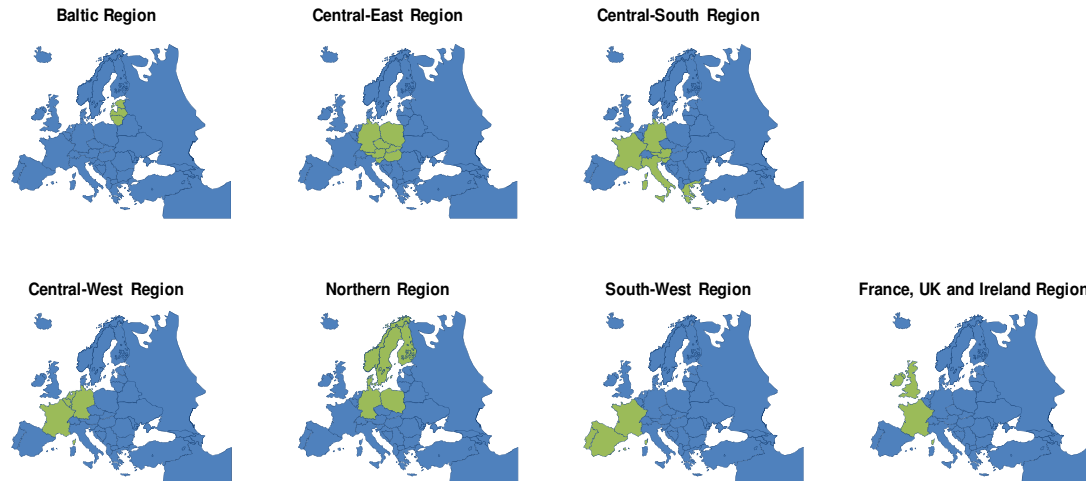 Baltic Region
Central-East Region
Central-South Region
Central-West Region
Northern Region
South-West Region
France, UK and Ireland Region